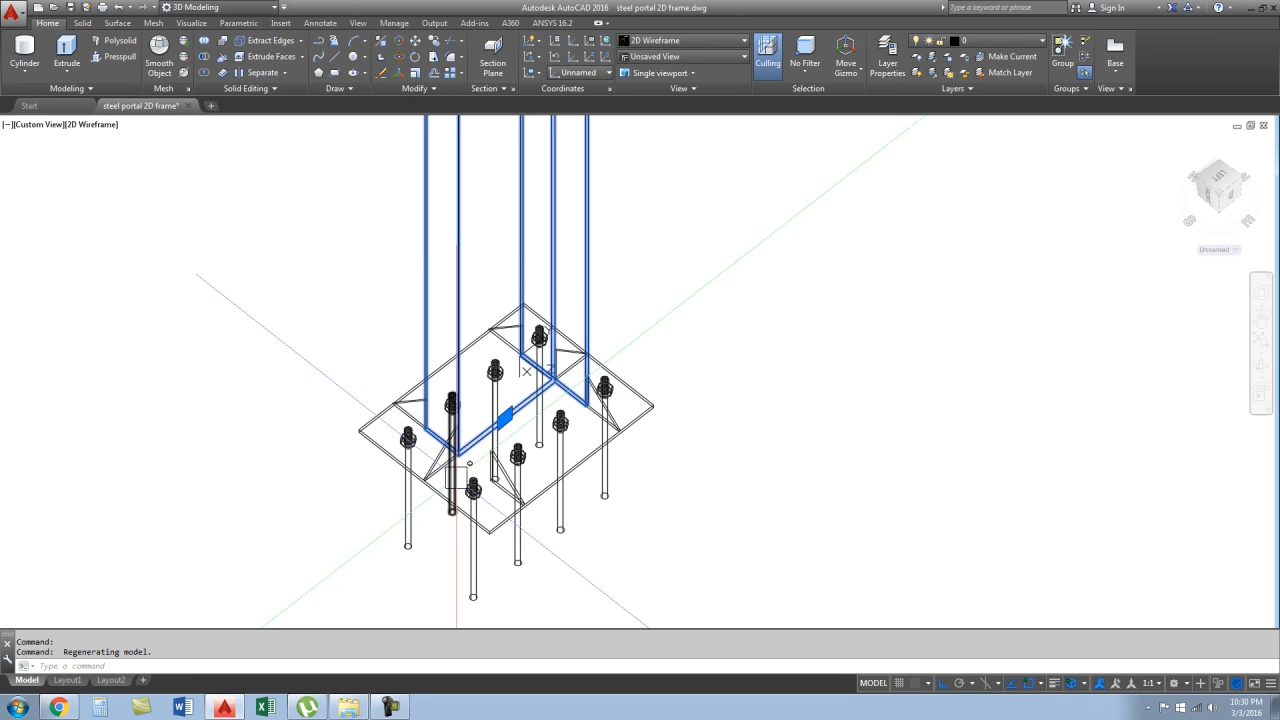 3D Modeling
Autodesk AutoCAD 2016 steel portal 2D frame.dwg
Type a keyword or phrase
Sign In
Home Solid Surface Mesh Visualize Parametric Insert Annotate View Manage Output Add-ins A360 ANSYS 16.2
Cylinder
Extrude
Polysolid
Presspull
Smooth Object
Extract Edges
Extrude Faces
Separate
Section Plane
Unnamed
2D Wireframe
Unsaved View
Single viewport
Culling
No Filter
Move Gizmo
Layer Properties
0
Make Current
Match Layer
Group
Base
Modeling
Mesh
Solid Editing
Draw
Modify
Section
Coordinates
View
Selection
Layers
Groups
View
Start
steel portal 2D frame*
[−][Custom View][2D Wireframe]
S
E
Unnamed
X
Z
Command:
Command: Regenerating model.
Type a command
Model Layout1 Layout2
MODEL
1:1
10:30 PM
3/3/2016